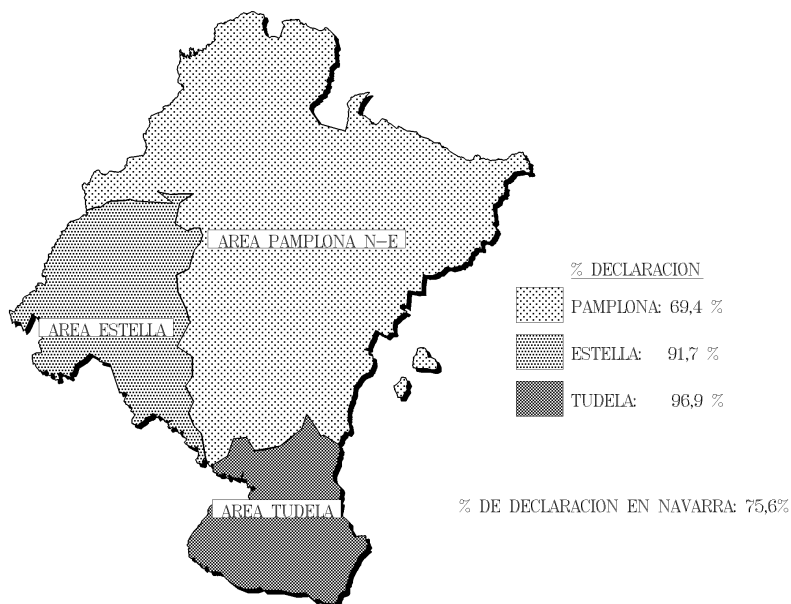 AREA PAMPLONA N-E
% DECLARACION
PAMPLONA: 69,4 %
AREA ESTELLA
ESTELLA: 91,7 %
TUDELA: 96,9 %
AREA TUDELA
% DE DECLARACION EN NAVARRA: 75,6%